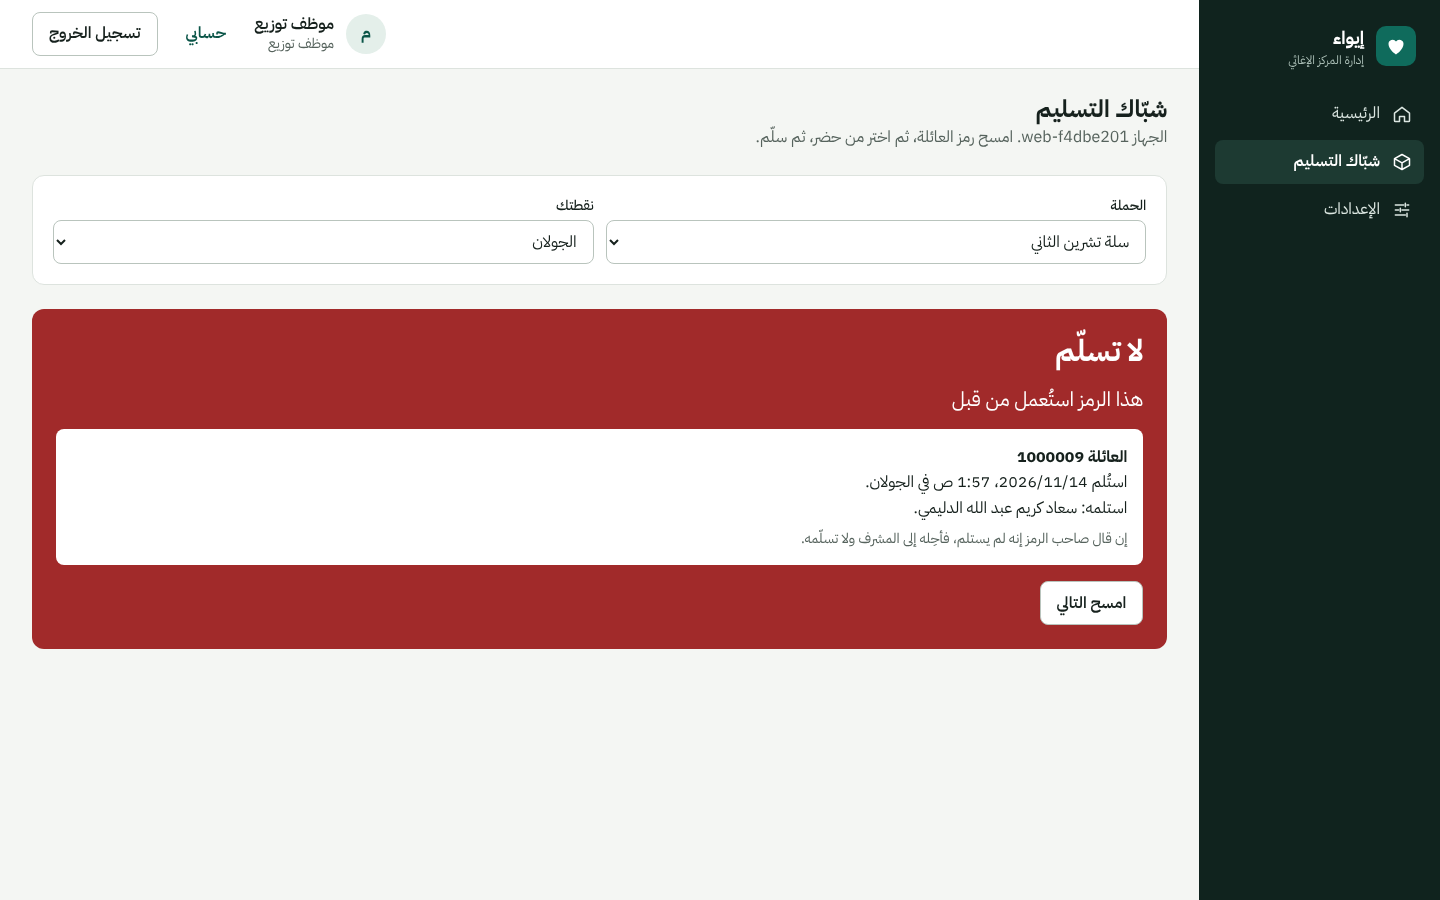 إيواء
إدارة المركز الإغاثي
الرئيسية
شبّاك التسليم
الإعدادات
م
موظف توزيع
موظف توزيع
حسابي
تسجيل الخروج
شبّاك التسليم
الجهاز web-f4dbe201. امسح رمز العائلة، ثم اختر من حضر، ثم سلّم.
الحملة
سلة تشرين الثاني
نقطتك
الجولان
لا تسلّم
هذا الرمز استُعمل من قبل
العائلة 1000009
استُلم 2026/11/14، 1:57 ص في الجولان.
استلمه: سعاد كريم عبد الله الدليمي.
إن قال صاحب الرمز إنه لم يستلم، فأحِله إلى المشرف ولا تسلّمه.
امسح التالي